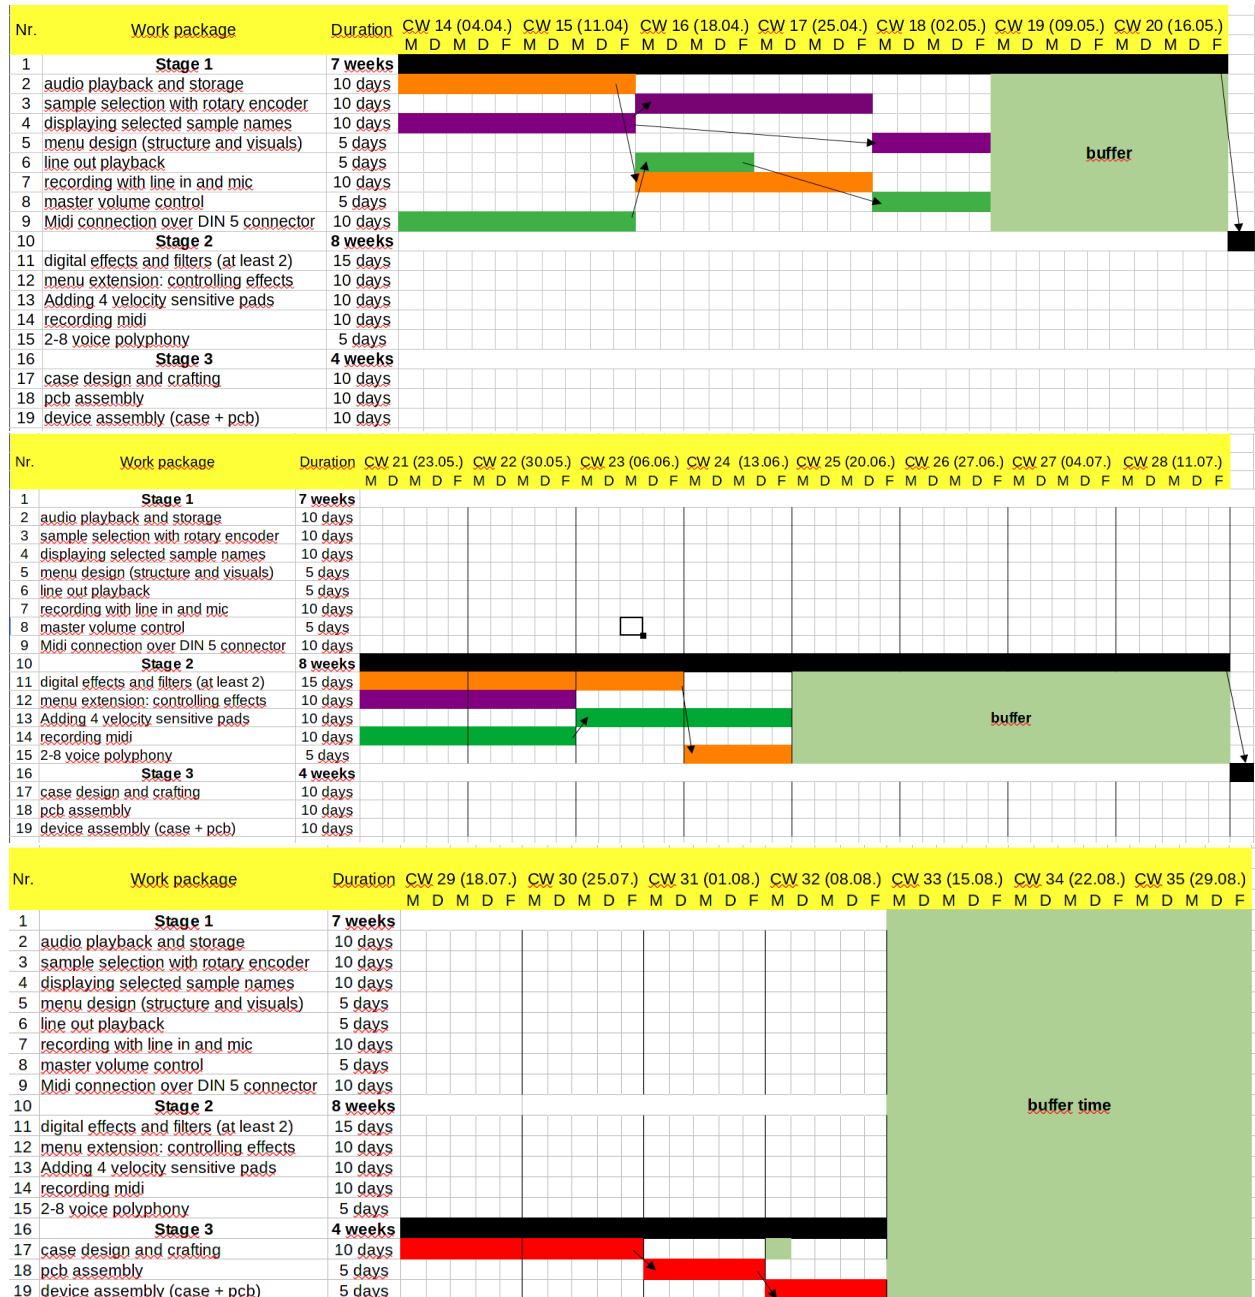 Nr. Work package Duration CW 14 (04.04.) CW 15 (11.04) CW 16 (18.04.) CW 17 (25.04.) CW 18 (02.05.) CW 19 (09.05.) CW 20 (16.05.)
M D M D F M D M D F M D M D F M D M D F M D M D F M D M D F M D M D F
1 Stage 1 7 weeks
2 audio playback and storage 10 days
3 sample selection with rotary encoder 10 days
4 displaying selected sample names 10 days
5 menu design (structure and visuals) 5 days
buffer
6 line out playback 5 days
7 recording with line in and mic 10 days
8 master volume control 5 days
9 Midi connection over DIN 5 connector 10 days
10 Stage 2 8 weeks
11 digital effects and filters (at least 2) 15 days
12 menu extension: controlling effects 10 days
13 Adding 4 velocity sensitive pads 10 days
14 recording midi 10 days
15 2-8 voice polyphony 5 days
16 Stage 3 4 weeks
17 case design and crafting 10 days
18 pcb assembly 10 days
19 device assembly (case + pcb) 10 days
Nr. Work package Duration CW 21 (23.05.) CW 22 (30.05.) CW 23 (06.06.) CW 24 (13.06.) CW 25 (20.06.) CW 26 (27.06.) CW 27 (04.07.) CW 28 (11.07.)
M D M D F M D M D F M D M D F M D M D F M D M D F M D M D F M D M D F M D M D F
1 Stage 1 7 weeks
2 audio playback and storage 10 days
3 sample selection with rotary encoder 10 days
4 displaying selected sample names 10 days
5 menu design (structure and visuals) 5 days
6 line out playback 5 days
7 recording with line in and mic 10 days
8 master volume control 5 days
9 Midi connection over DIN 5 connector 10 days
10 Stage 2 8 weeks
11 digital effects and filters (at least 2) 15 days
12 menu extension: controlling effects 10 days
13 Adding 4 velocity sensitive pads 10 days buffer
14 recording midi 10 days
15 2-8 voice polyphony 5 days
16 Stage 3 4 weeks
17 case design and crafting 10 days
18 pcb assembly 10 days
19 device assembly (case + pcb) 10 days
Nr. Work package Duration CW 29 (18.07.) CW 30 (25.07.) CW 31 (01.08.) CW 32 (08.08.) CW 33 (15.08.) CW 34 (22.08.) CW 35 (29.08.)
M D M D F M D M D F M D M D F M D M D F M D M D F M D M D F M D M D F
1 Stage 1 7 weeks
2 audio playback and storage 10 days
3 sample selection with rotary encoder 10 days
4 displaying selected sample names 10 days
5 menu design (structure and visuals) 5 days
6 line out playback 5 days
7 recording with line in and mic 10 days
8 master volume control 5 days
9 Midi connection over DIN 5 connector 10 days
10 Stage 2 8 weeks buffer time
11 digital effects and filters (at least 2) 15 days
12 menu extension: controlling effects 10 days
13 Adding 4 velocity sensitive pads 10 days
14 recording midi 10 days
15 2-8 voice polyphony 5 days
16 Stage 3 4 weeks
17 case design and crafting 10 days
18 pcb assembly 5 days
19 device assembly (case + pcb) 5 days